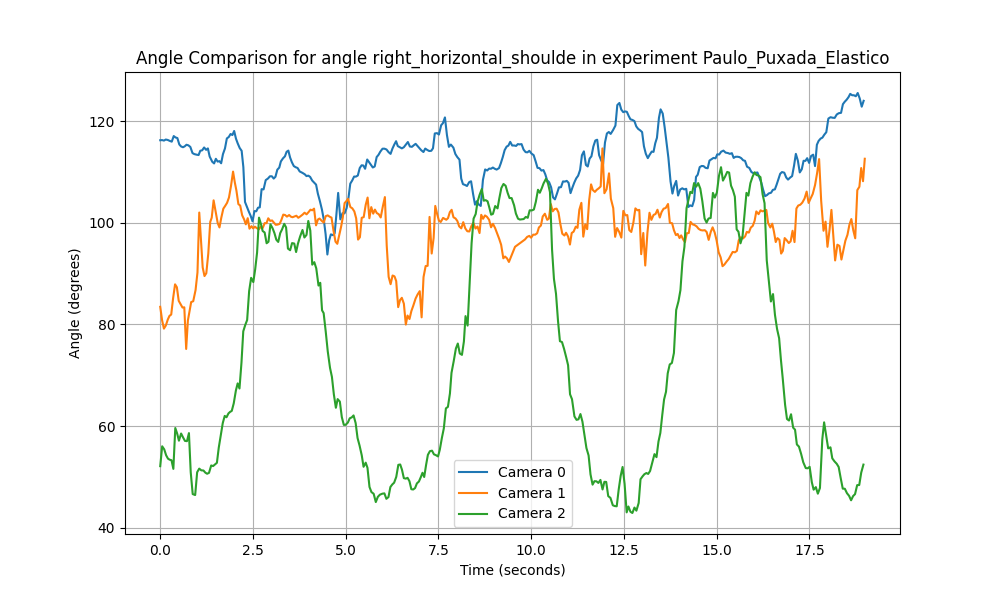 Angle Comparison for angle right_horizontal_shoulde in experiment Paulo_Puxada_Elastico
Angle (degrees)
120
100
80
60
40
Camera 0
Camera 1
Camera 2
0.0 2.5 5.0 7.5 10.0 12.5 15.0 17.5
Time (seconds)